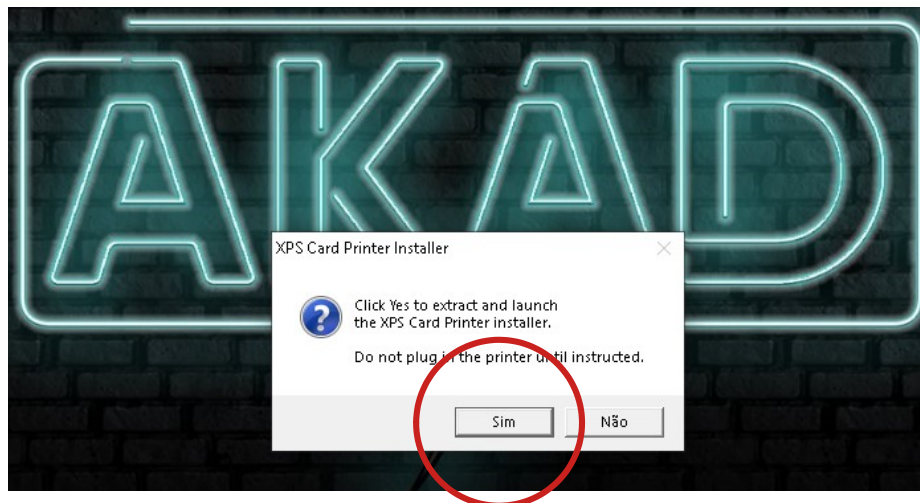 AKAD
XPS Card Printer Installer
Click Yes to extract and launch
the XPS Card Printer installer.
Do not plug in the printer until instructed.
Sim
Não